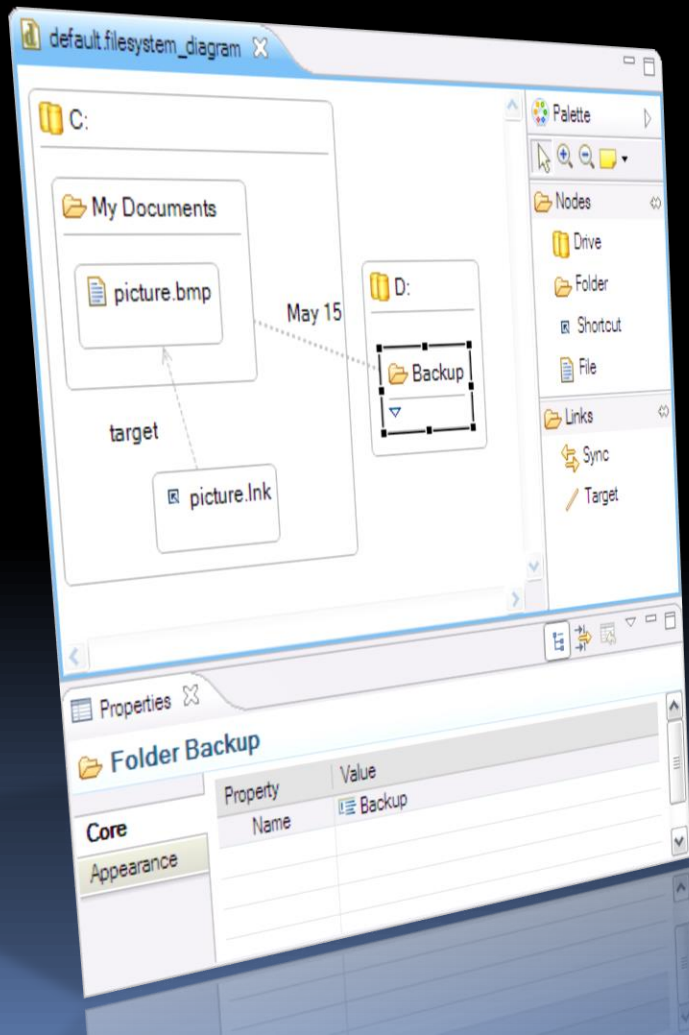 default.filesystem_diagram
C:
My Documents
picture.bmp
target
picture.lnk
May 15
D:
Backup
Palette
Nodes
Drive
Folder
Shortcut
File
Links
Sync
Target
Properties
Folder Backup
Core
Appearance
Property Value
Name Backup